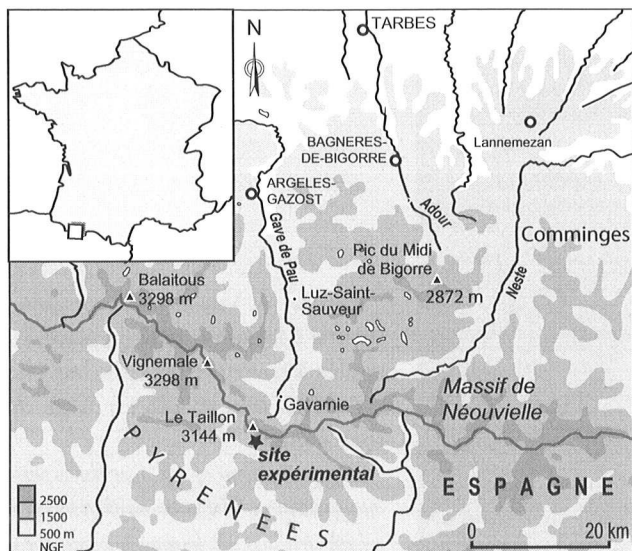 N
TARBES
Lannemezan
BAGNERES-
DE-BIGORRE
ARGELES-
GAZOST
Adour
Gave de Pau
Comminges
Pic du Midi
de Bigorre
2872 m
Neste
Balaitous
3298 m²
Luz-Saint-
Sauveur
Vignemale
3298 m
Massif de
Néouvielle
Gavarnie
Le Taillon
3144 m
site
expérimental
PYRENEES
ESPAGNE
2500
1500
500 m
NGF
0 20 km